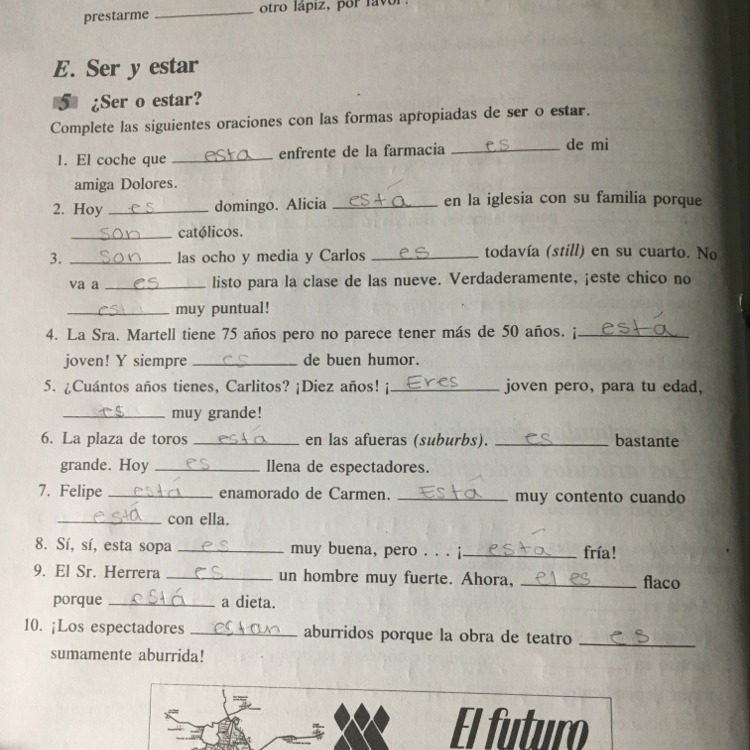 prestarme ____ otro lápiz, por favor.
E. Ser y estar
5 ¿Ser o estar?
Complete las siguientes oraciones con las formas apropiadas de ser o estar.
1. El coche que esta enfrente de la farmacia es de mi
amiga Dolores.
2. Hoy es domingo. Alicia está en la iglesia con su familia porque
son católicos.
3. Son las ocho y media y Carlos es todavía (still) en su cuarto. No
va a es listo para la clase de las nueve. Verdaderamente, ¡este chico no
es muy puntual!
4. La Sra. Martell tiene 75 años pero no parece tener más de 50 años. ¡está
joven! Y siempre es de buen humor.
5. ¿Cuántos años tienes, Carlitos? ¡Diez años! ¡Eres joven pero, para tu edad,
es muy grande!
6. La plaza de toros está en las afueras (suburbs). es bastante
grande. Hoy es llena de espectadores.
7. Felipe está enamorado de Carmen. Está muy contento cuando
está con ella.
8. Sí, sí, esta sopa es muy buena, pero . . . ¡está fría!
9. El Sr. Herrera es un hombre muy fuerte. Ahora, el es flaco
porque está a dieta.
10. ¡Los espectadores estan aburridos porque la obra de teatro es
sumamente aburrida!
El futuro